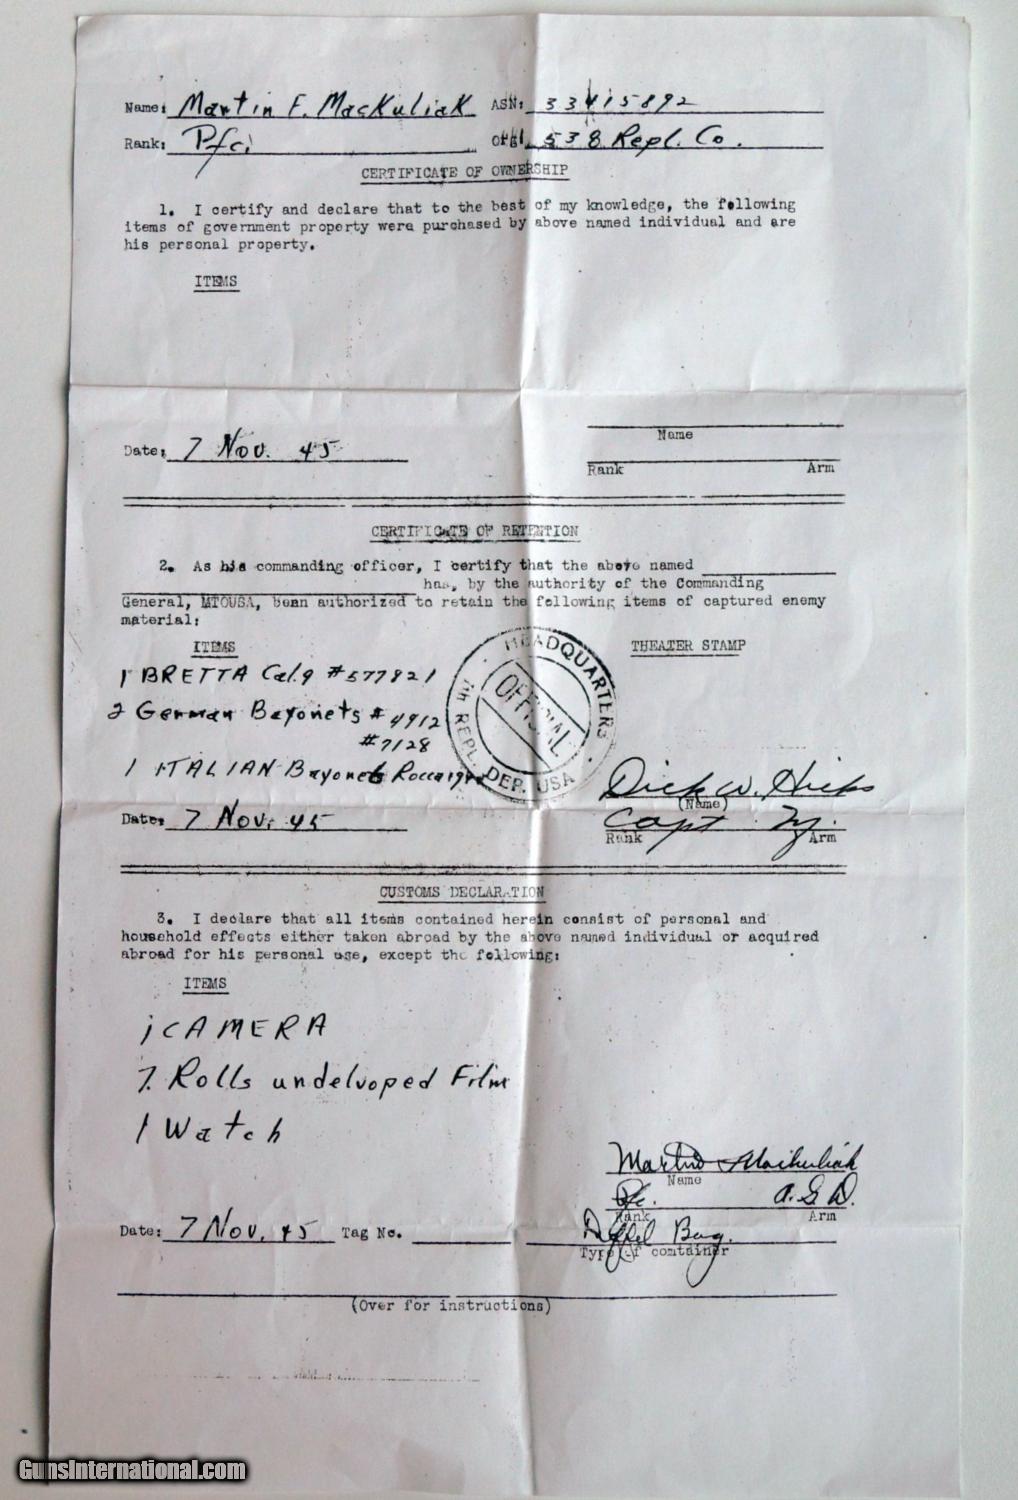 Name: Martin F. MacKuliak ASN: 33415892
Rank: Pfc. Org. 538 Repl. Co.
CERTIFICATE OF OWNERSHIP
1. I certify and declare that to the best of my knowledge, the following
items of government property were purchased by above named individual and are
his personal property.
ITEMS
Date: 7 Nov. 45
Name
Rank Arm
CERTIFICATE OF RETENTION
2. As his commanding officer, I certify that the above named
has, by the authority of the Commanding
General, MTOUSA, been authorized to retain the following items of captured enemy
material:
ITEMS THEATER STAMP
1 BRETTA Cal. 9 #577821
2 German Bayonets #4912
#7128
1 ITALIAN Bayonet
HEADQUARTERS
OFFICIAL
REPL. DEP. USA
Dick W. Hicks
(Name)
Date: 7 Nov. 45 Capt
Rank Arm
CUSTOMS DECLARATION
3. I declare that all items contained herein consist of personal and
household effects either taken abroad by the above named individual or acquired
abroad for his personal use, except the following:
ITEMS
1 CAMERA
7. Rolls undelvoped Film
1 Watch
Martin MacKuliak
Name
Pfc. A.G.D.
Rank Arm
Date: 7 Nov. 45 Tag No. Duffel Bag.
Type of container
(Over for instructions)
GunsInternational.com